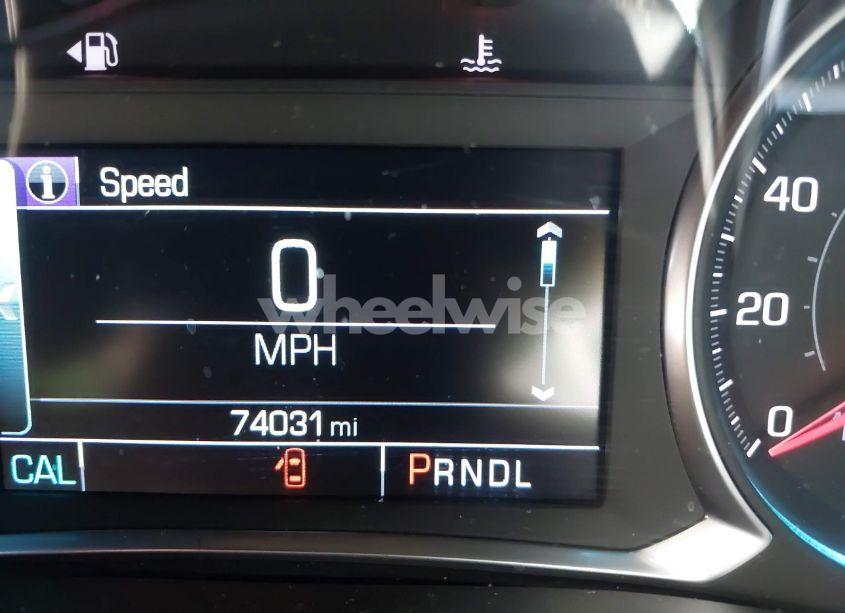 Speed
40
0
wheelwise
20
MPH
74031 mi
0
CAL
PRNDL